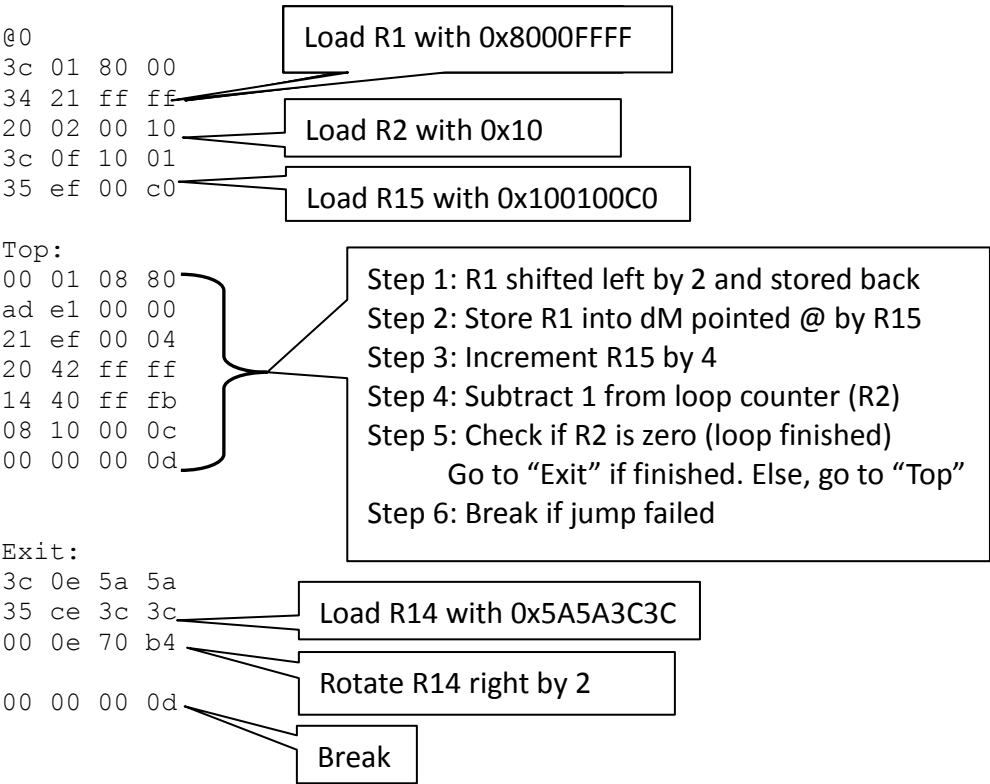 @0
3c 01 80 00
34 21 ff ff
20 02 00 10
3c 0f 10 01
35 ef 00 c0
Load R1 with 0x8000FFFF
Load R2 with 0x10
Load R15 with 0x100100C0
Top:
00 01 08 80
ad e1 00 00
21 ef 00 04
20 42 ff ff
14 40 ff fb
08 10 00 0c
00 00 00 0d
Step 1: R1 shifted left by 2 and stored back
Step 2: Store R1 into dM pointed @ by R15
Step 3: Increment R15 by 4
Step 4: Subtract 1 from loop counter (R2)
Step 5: Check if R2 is zero (loop finished)
Go to “Exit” if finished. Else, go to “Top”
Step 6: Break if jump failed
Exit:
3c 0e 5a 5a
35 ce 3c 3c
00 0e 70 b4
00 00 00 0d
Load R14 with 0x5A5A3C3C
Rotate R14 right by 2
Break